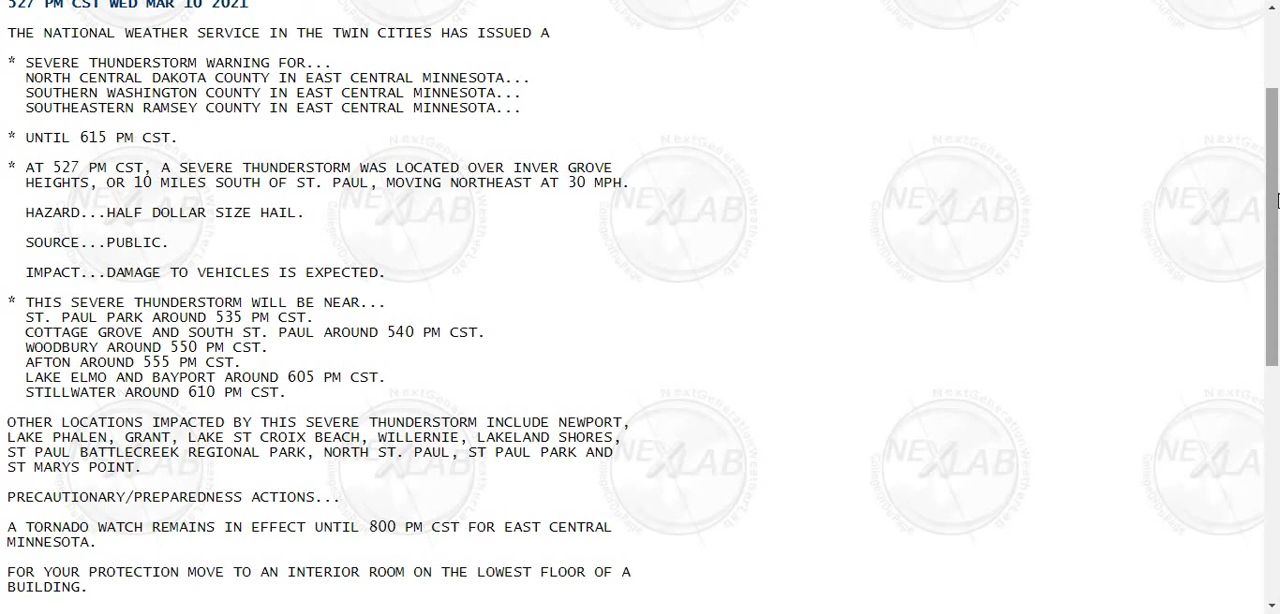 527 PM CST WED MAR 10 2021
THE NATIONAL WEATHER SERVICE IN THE TWIN CITIES HAS ISSUED A
* SEVERE THUNDERSTORM WARNING FOR...
NORTH CENTRAL DAKOTA COUNTY IN EAST CENTRAL MINNESOTA...
SOUTHERN WASHINGTON COUNTY IN EAST CENTRAL MINNESOTA...
SOUTHEASTERN RAMSEY COUNTY IN EAST CENTRAL MINNESOTA...
* UNTIL 615 PM CST.
* AT 527 PM CST, A SEVERE THUNDERSTORM WAS LOCATED OVER INVER GROVE
HEIGHTS, OR 10 MILES SOUTH OF ST. PAUL, MOVING NORTHEAST AT 30 MPH.
HAZARD...HALF DOLLAR SIZE HAIL.
SOURCE...PUBLIC.
IMPACT...DAMAGE TO VEHICLES IS EXPECTED.
* THIS SEVERE THUNDERSTORM WILL BE NEAR...
ST. PAUL PARK AROUND 535 PM CST.
COTTAGE GROVE AND SOUTH ST. PAUL AROUND 540 PM CST.
WOODBURY AROUND 550 PM CST.
AFTON AROUND 555 PM CST.
LAKE ELMO AND BAYPORT AROUND 605 PM CST.
STILLWATER AROUND 610 PM CST.
OTHER LOCATIONS IMPACTED BY THIS SEVERE THUNDERSTORM INCLUDE NEWPORT,
LAKE PHALEN, GRANT, LAKE ST CROIX BEACH, WILLERNIE, LAKELAND SHORES,
ST PAUL BATTLECREEK REGIONAL PARK, NORTH ST. PAUL, ST PAUL PARK AND
ST MARYS POINT.
PRECAUTIONARY/PREPAREDNESS ACTIONS...
A TORNADO WATCH REMAINS IN EFFECT UNTIL 800 PM CST FOR EAST CENTRAL
MINNESOTA.
FOR YOUR PROTECTION MOVE TO AN INTERIOR ROOM ON THE LOWEST FLOOR OF A
BUILDING.